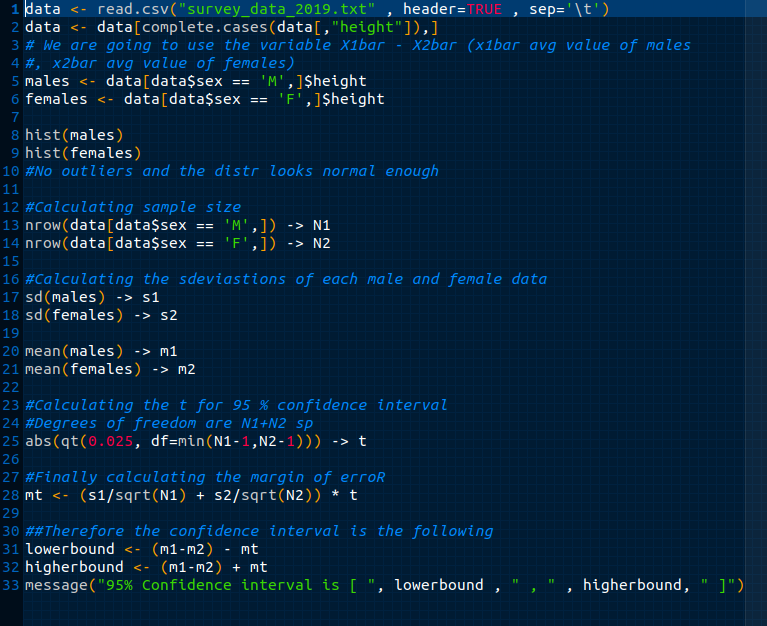 1 data <- read.csv("survey_data_2019.txt" , header=TRUE , sep='\t')
2 data <- data[complete.cases(data[,"height"]),]
3 # We are going to use the variable X1bar - X2bar (x1bar avg value of males
4 #, x2bar avg value of females)
5 males <- data[data$sex == 'M',]$height
6 females <- data[data$sex == 'F',]$height
7
8 hist(males)
9 hist(females)
10 #No outliers and the distr looks normal enough
11
12 #Calculating sample size
13 nrow(data[data$sex == 'M',]) -> N1
14 nrow(data[data$sex == 'F',]) -> N2
15
16 #Calculating the sdeviastions of each male and female data
17 sd(males) -> s1
18 sd(females) -> s2
19
20 mean(males) -> m1
21 mean(females) -> m2
22
23 #Calculating the t for 95 % confidence interval
24 #Degrees of freedom are N1+N2 sp
25 abs(qt(0.025, df=min(N1-1,N2-1))) -> t
26
27 #Finally calculating the margin of erroR
28 mt <- (s1/sqrt(N1) + s2/sqrt(N2)) * t
29
30 ##Therefore the confidence interval is the following
31 lowerbound <- (m1-m2) - mt
32 higherbound <- (m1-m2) + mt
33 message("95% Confidence interval is [ ", lowerbound , " , " , higherbound, " ]")